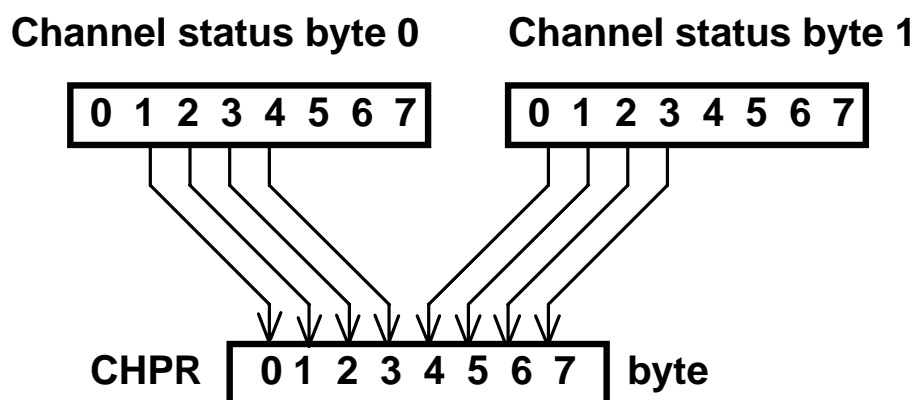 Channel status byte 0 Channel status byte 1
0 1 2 3 4 5 6 7 0 1 2 3 4 5 6 7
CHPR 0 1 2 3 4 5 6 7 byte